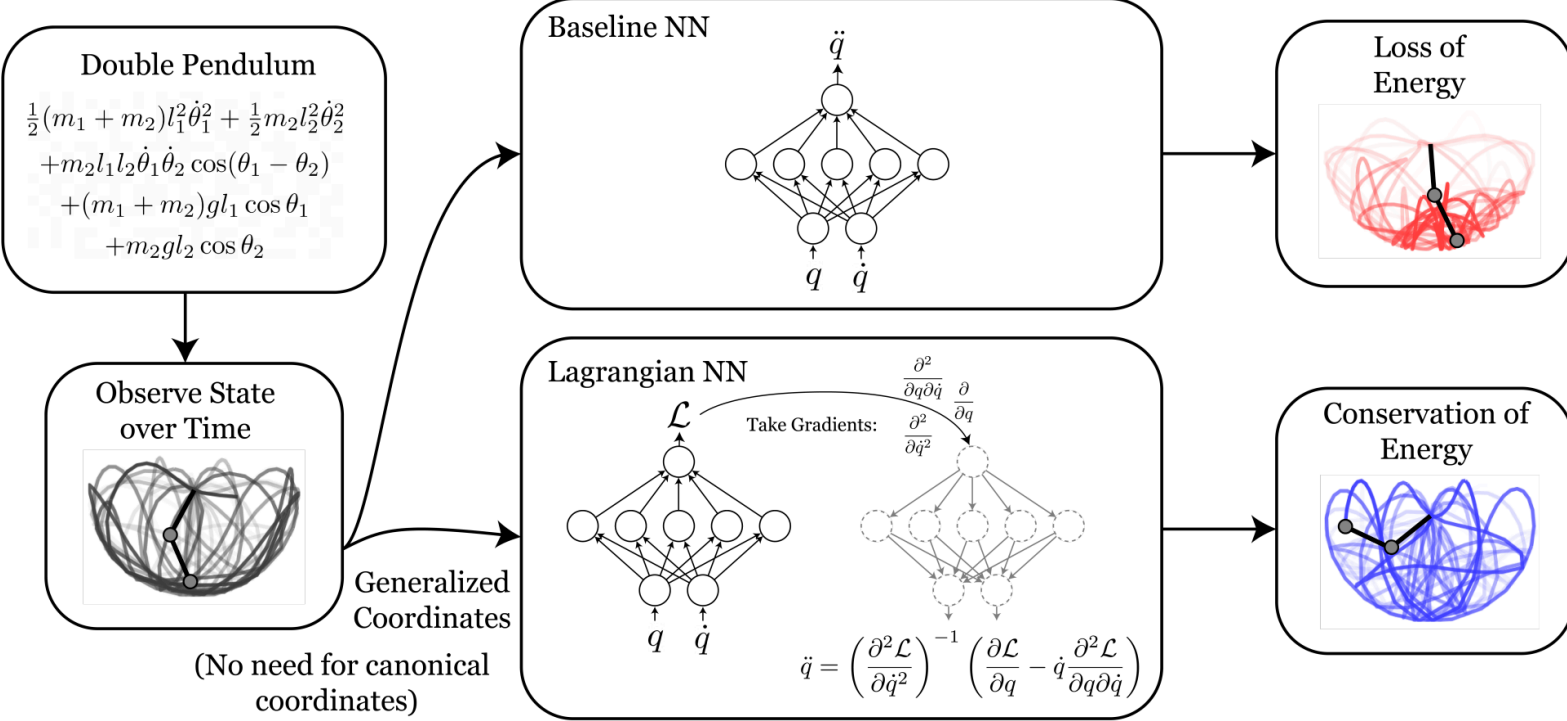 Double Pendulum
½(m₁ + m₂)l₁²θ̇₁² + ½m₂l₂²θ̇₂²
+m₂l₁l₂θ̇₁θ̇₂ cos(θ₁ − θ₂)
+(m₁ + m₂)gl₁ cos θ₁
+m₂gl₂ cos θ₂
Observe State
over Time
Generalized
Coordinates
(No need for canonical
coordinates)
Baseline NN
q̈
q q̇
Lagrangian NN
ℒ
Take Gradients:
∂²/∂q∂q̇ ∂/∂q
∂²/∂q̇²
q q̇
q̈ = (∂²ℒ/∂q̇²)⁻¹ (∂ℒ/∂q − q̇ ∂²ℒ/∂q∂q̇)
Loss of
Energy
Conservation of
Energy